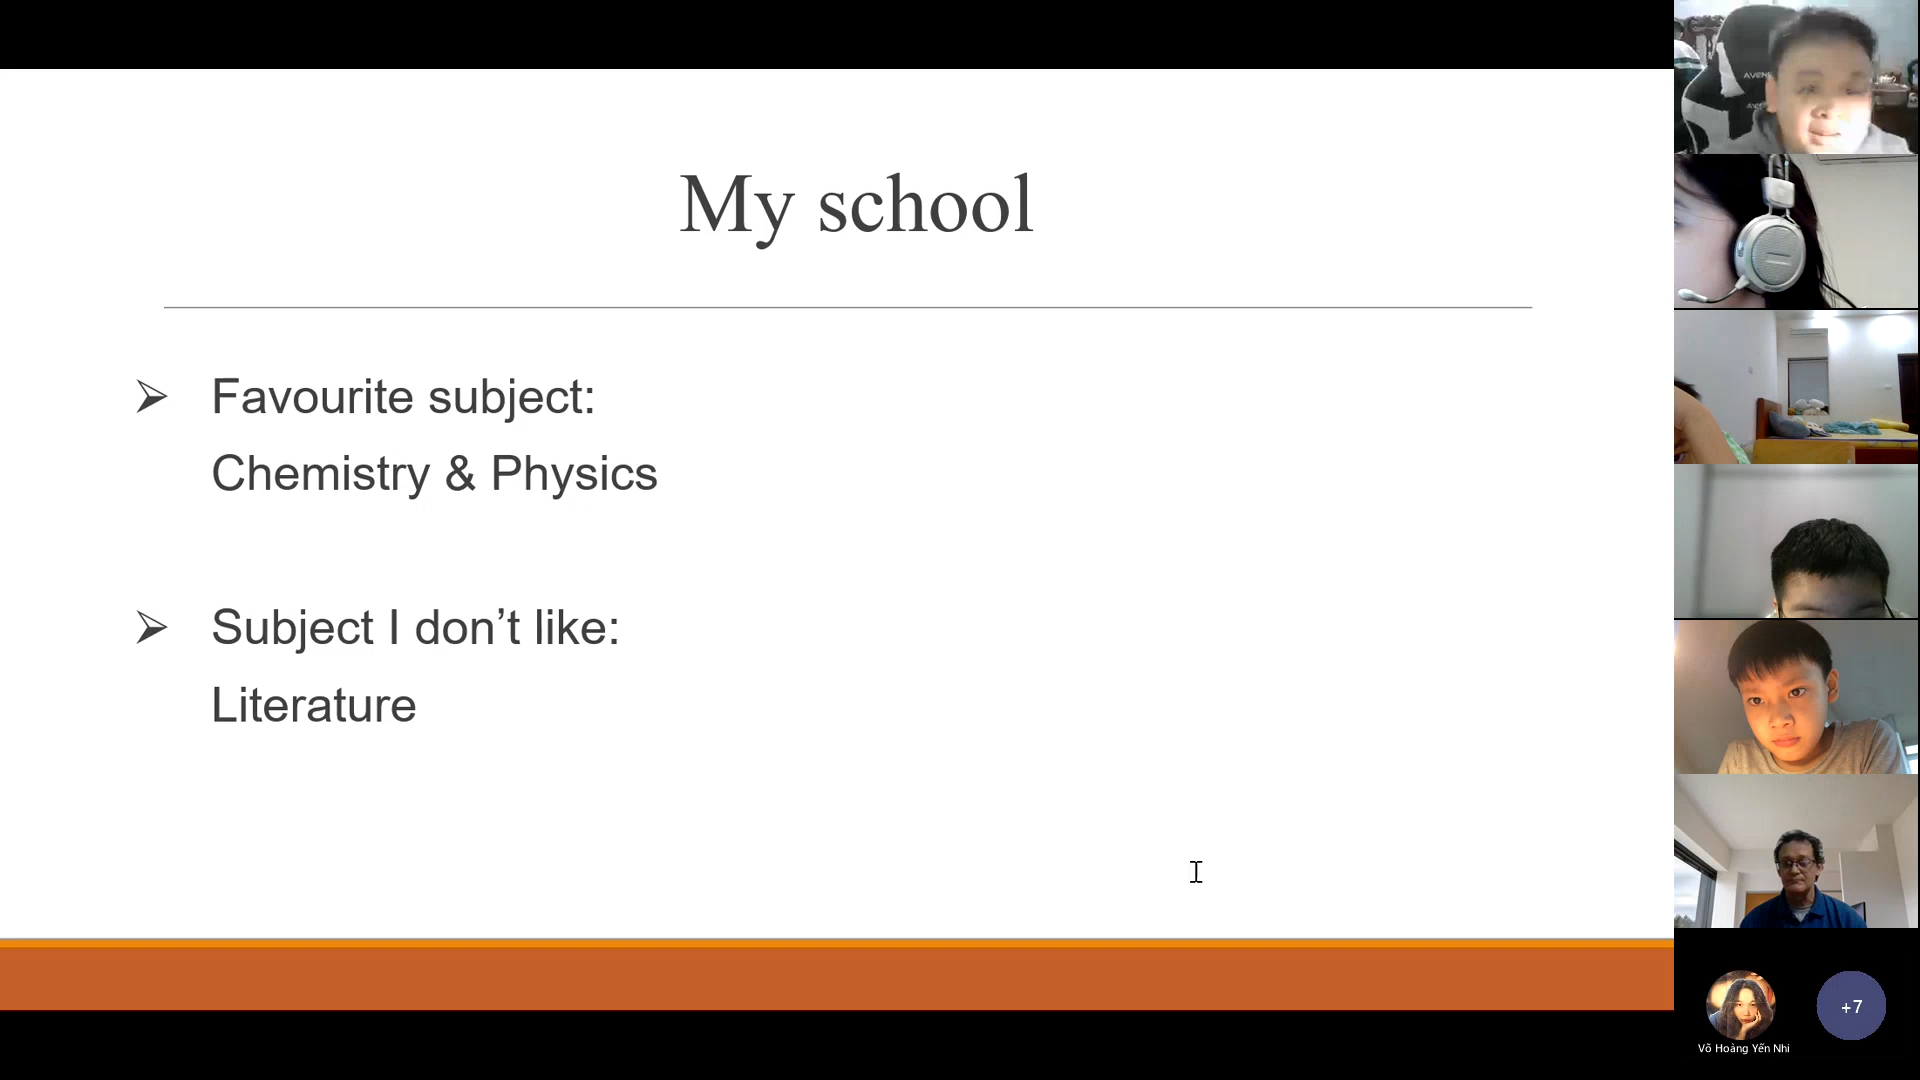 My school
Favourite subject:
Chemistry & Physics
Subject I don’t like:
Literature
+7
Võ Hoàng Yến Nhi